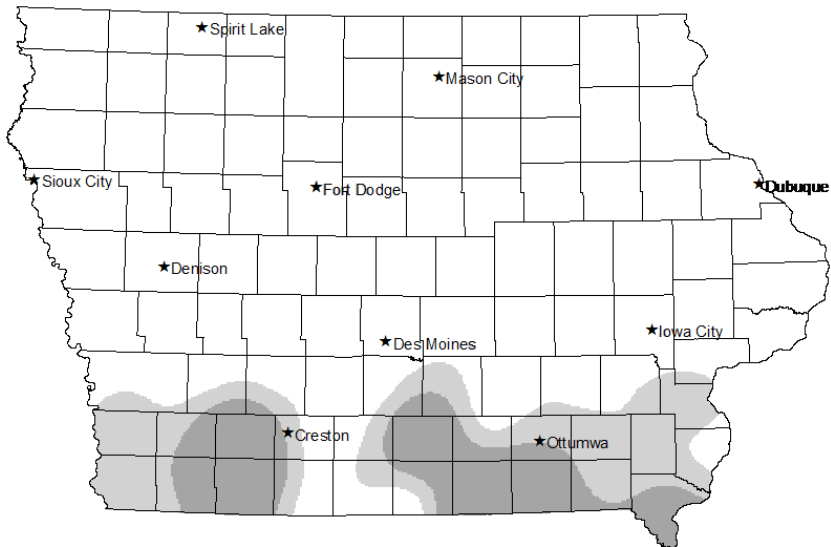 Spirit Lake
Mason City
Sioux City
Fort Dodge
Dubuque
Denison
Iowa City
Des Moines
Creston
Ottumwa